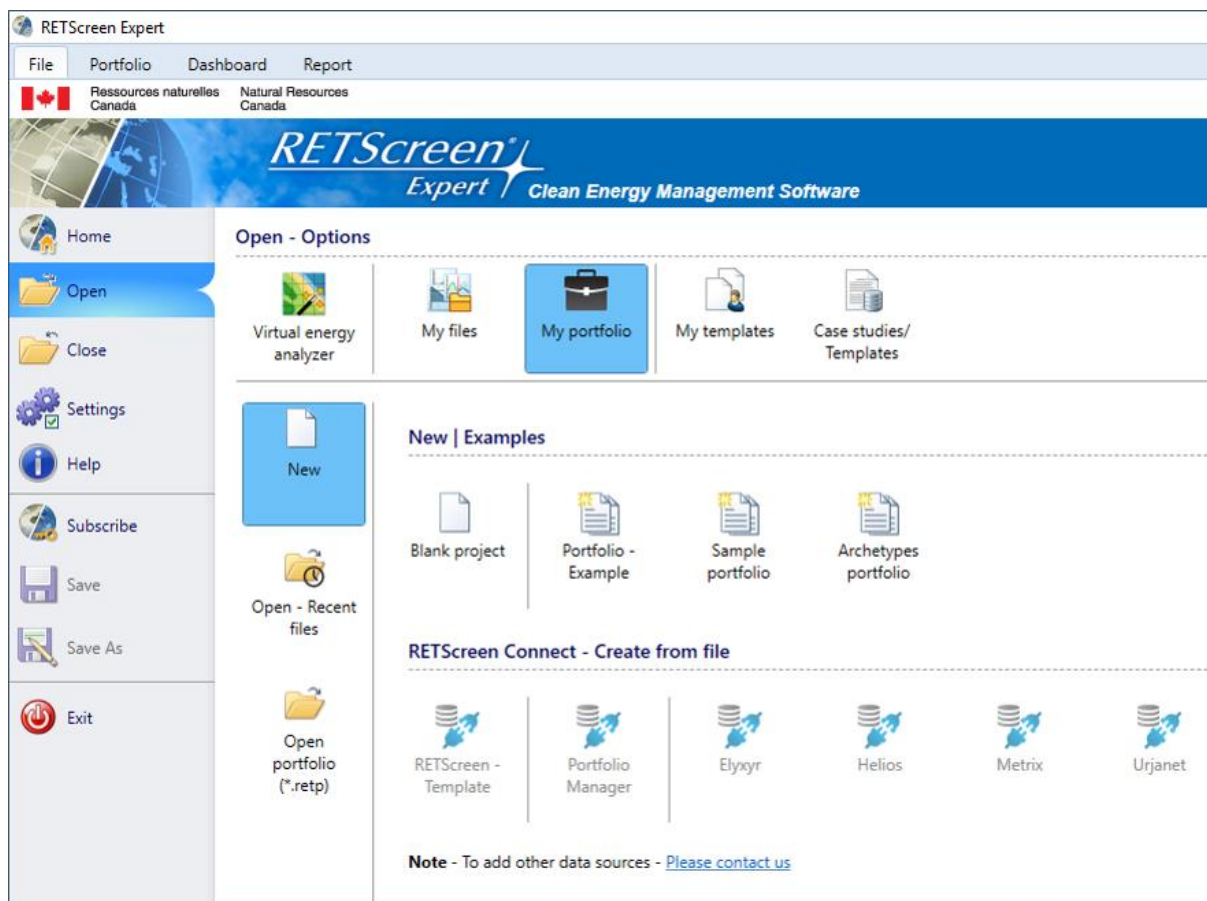 RETScreen Expert
File Portfolio Dashboard Report
Ressources naturelles Natural Resources
Canada Canada
RETScreen®
Expert Clean Energy Management Software
Home
Open
Close
Settings
Help
Subscribe
Save
Save As
Exit
Open - Options
Virtual energy
analyzer
My files
My portfolio
My templates
Case studies/
Templates
New
Open - Recent
files
Open
portfolio
(*.retp)
New | Examples
Blank project
Portfolio -
Example
Sample
portfolio
Archetypes
portfolio
RETScreen Connect - Create from file
RETScreen -
Template
Portfolio
Manager
Elyxyr
Helios
Metrix
Urjanet
Note - To add other data sources - Please contact us